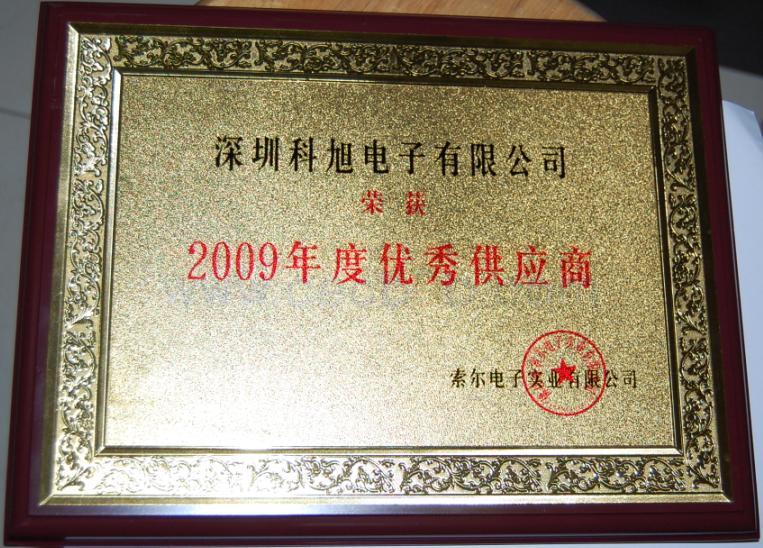 深圳科旭电子有限公司
荣获
2009年度优秀供应商
索尔电子实业有限公司